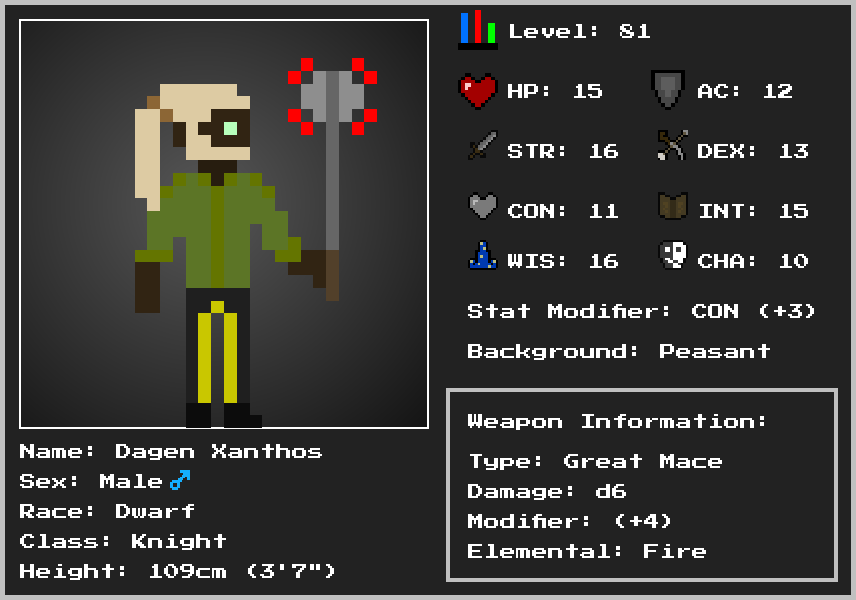 Level: 81
HP: 15 AC: 12
STR: 16 DEX: 13
CON: 11 INT: 15
WIS: 16 CHA: 10
Stat Modifier: CON (+3)
Background: Peasant
Weapon Information:
Type: Great Mace
Damage: d6
Modifier: (+4)
Elemental: Fire
Name: Dagen Xanthos
Sex: Male ♂
Race: Dwarf
Class: Knight
Height: 109cm (3'7")